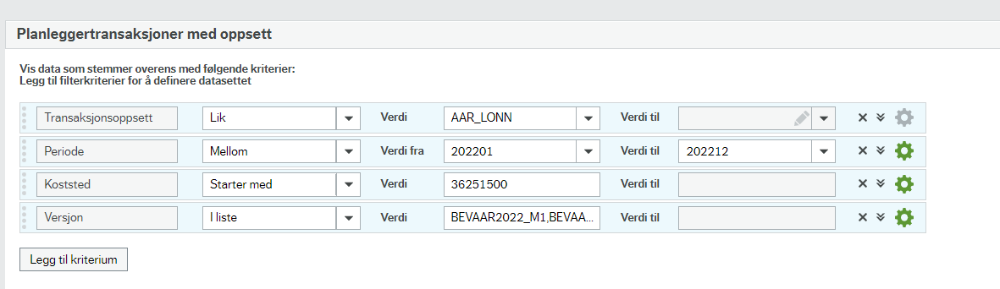 Planleggertransaksjoner med oppsett
Vis data som stemmer overens med følgende kriterier:
Legg til filterkriterier for å definere datasettet
Transaksjonsoppsett Lik Verdi AAR_LONN Verdi til
Periode Mellom Verdi fra 202201 Verdi til 202212
Koststed Starter med Verdi 36251500 Verdi til
Versjon I liste Verdi BEVAAR2022_M1,BEVAA... Verdi til
Legg til kriterium